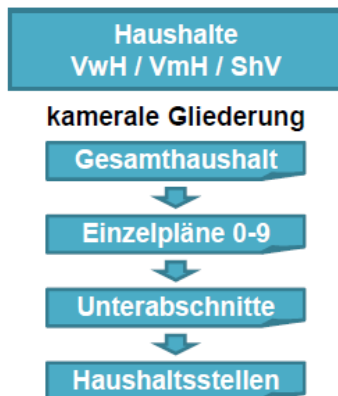 Haushalte
VwH / VmH / ShV
kamerale Gliederung
Gesamthaushalt
Einzelpläne 0-9
Unterabschnitte
Haushaltsstellen